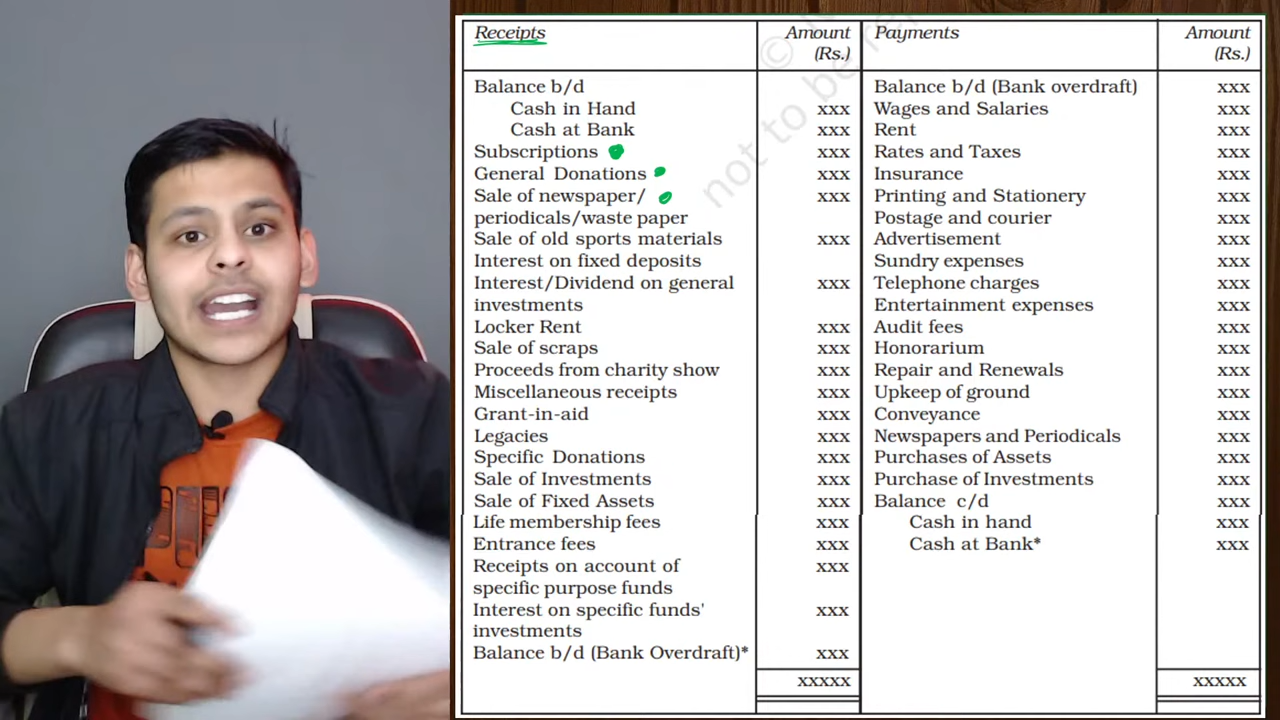 Receipts Amount (Rs.) Payments Amount (Rs.)
Balance b/d Balance b/d (Bank overdraft) xxx
Cash in Hand xxx Wages and Salaries xxx
Cash at Bank xxx Rent xxx
Subscriptions xxx Rates and Taxes xxx
General Donations xxx Insurance xxx
Sale of newspaper/ xxx Printing and Stationery xxx
periodicals/waste paper Postage and courier xxx
Sale of old sports materials xxx Advertisement xxx
Interest on fixed deposits Sundry expenses xxx
Interest/Dividend on general xxx Telephone charges xxx
investments Entertainment expenses xxx
Locker Rent xxx Audit fees xxx
Sale of scraps xxx Honorarium xxx
Proceeds from charity show xxx Repair and Renewals xxx
Miscellaneous receipts xxx Upkeep of ground xxx
Grant-in-aid xxx Conveyance xxx
Legacies xxx Newspapers and Periodicals xxx
Specific Donations xxx Purchases of Assets xxx
Sale of Investments xxx Purchase of Investments xxx
Sale of Fixed Assets xxx Balance c/d xxx
Life membership fees xxx Cash in hand xxx
Entrance fees xxx Cash at Bank* xxx
Receipts on account of xxx
specific purpose funds
Interest on specific funds' xxx
investments
Balance b/d (Bank Overdraft)* xxx
xxxxx xxxxx
© not to be